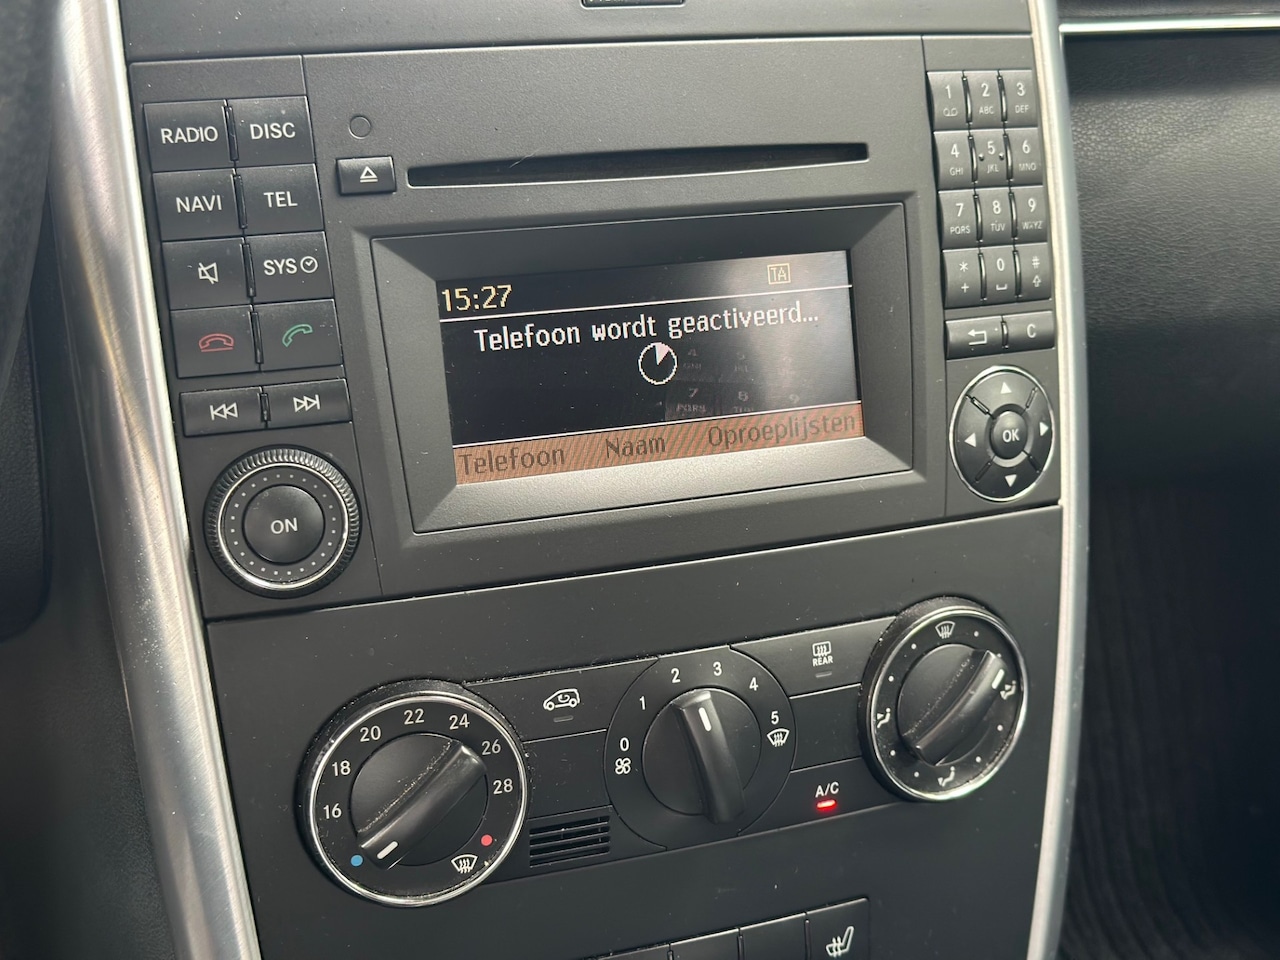 RADIO DISC
NAVI TEL
SYS
ON
15:27 TA
Telefoon wordt geactiveerd...
Telefoon Naam Oproeplijsten
1 2 3
ABC DEF
4 5 6
GHI JKL MNO
7 8 9
PQRS TUV WXYZ
* 0 #
+
C
OK
16 18 20 22 24 26 28
0 1 2 3 4 5
REAR
A/C